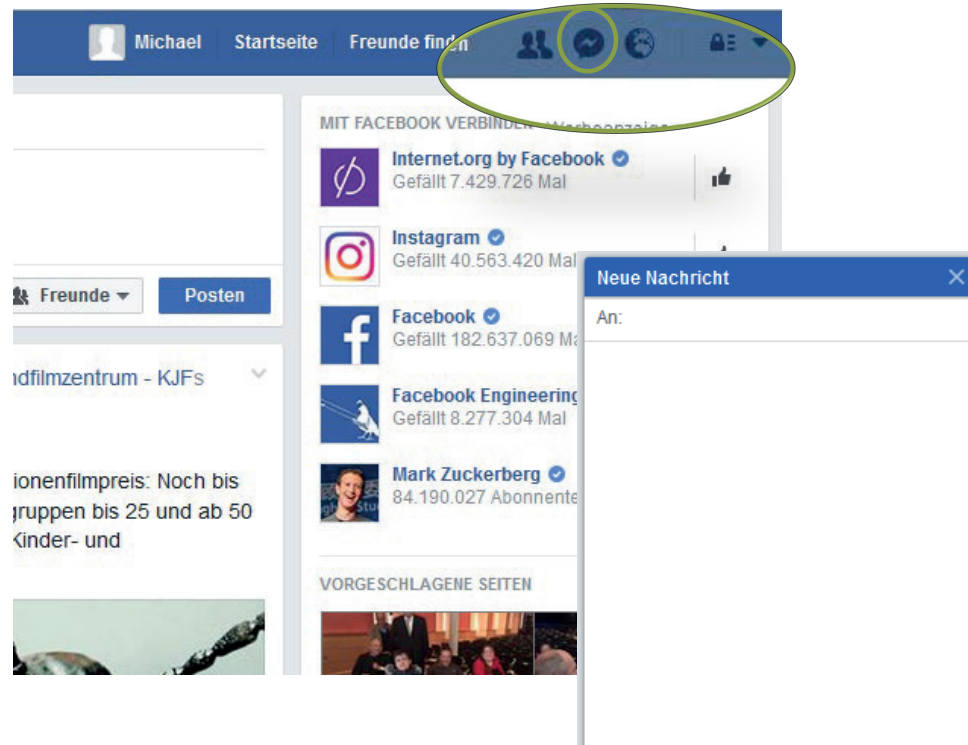 Michael Startseite Freunde finden
MIT FACEBOOK VERBINDEN Werbeanzeige
Internet.org by Facebook
Gefällt 7.429.726 Mal
Instagram
Gefällt 40.563.420 Mal
Neue Nachricht
An:
Freunde
Posten
Facebook
Gefällt 182.637.069 Ma
ndfilmzentrum - KJFs
Facebook Engineering
Gefällt 8.277.304 Mal
Mark Zuckerberg
84.190.027 Abonnente
ionenfilmpreis: Noch bis
gruppen bis 25 und ab 50
Kinder- und
VORGESCHLAGENE SEITEN